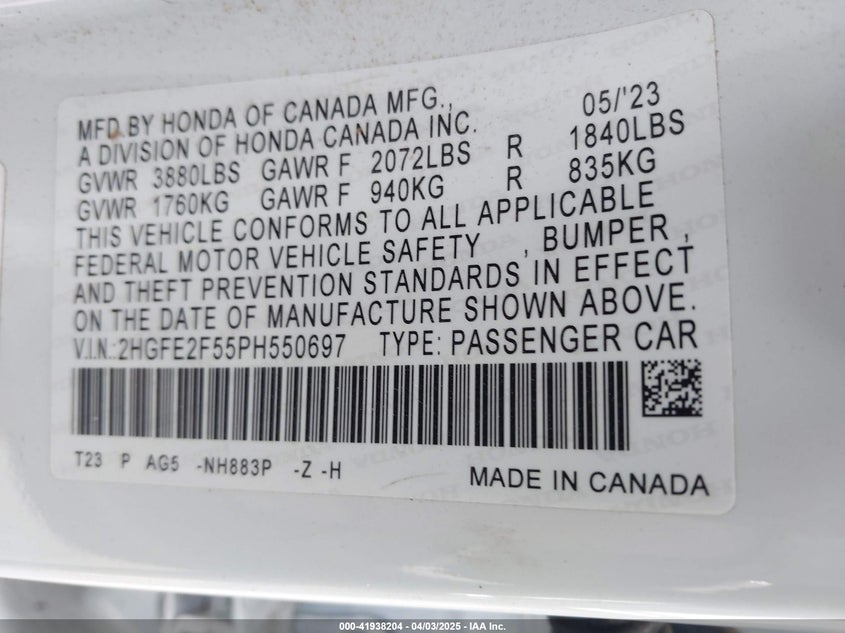 MFD BY HONDA OF CANADA MFG., 05/'23
A DIVISION OF HONDA CANADA INC.
GVWR 3880LBS GAWR F 2072LBS R 1840LBS
GVWR 1760KG GAWR F 940KG R 835KG
THIS VEHICLE CONFORMS TO ALL APPLICABLE
FEDERAL MOTOR VEHICLE SAFETY , BUMPER ,
AND THEFT PREVENTION STANDARDS IN EFFECT
ON THE DATE OF MANUFACTURE SHOWN ABOVE.
V.I.N.:2HGFE2F55PH550697 TYPE: PASSENGER CAR
T23 P AG5 -NH883P -Z -H
MADE IN CANADA
000-41938204 - 04/03/2025 - IAA Inc.